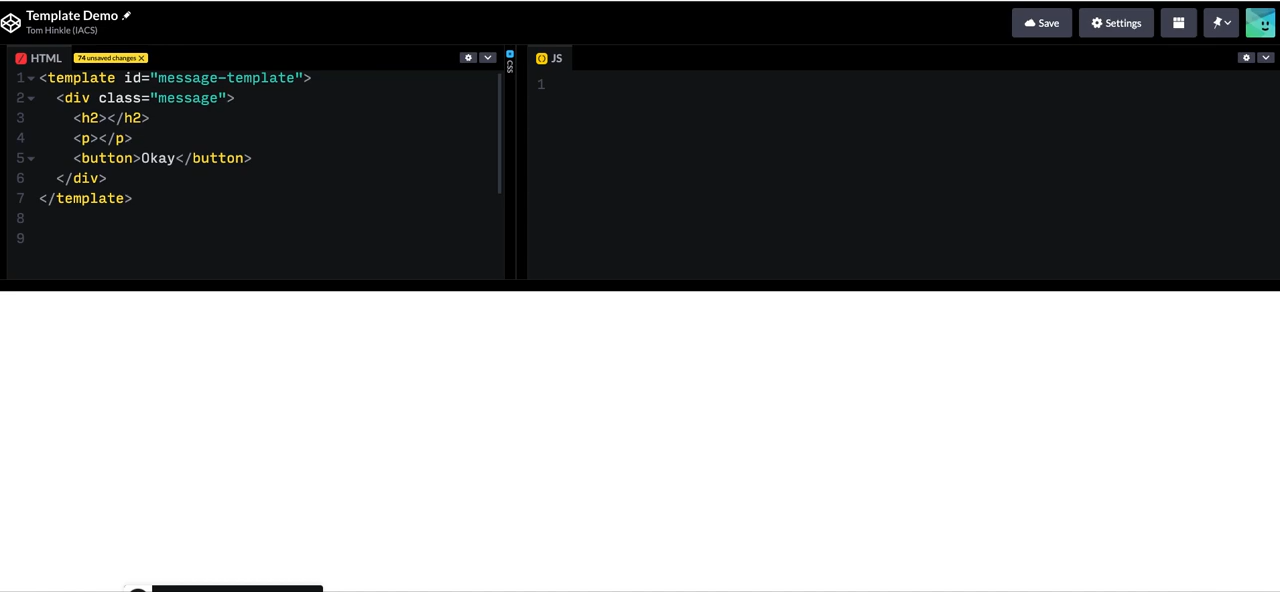 Template Demo
Tom Hinkle (IACS)
Save
Settings
HTML
74 unsaved changes X
CSS
JS
1 <template id="message-template">
2 <div class="message">
3 <h2></h2>
4 <p></p>
5 <button>Okay</button>
6 </div>
7 </template>
8
9
1